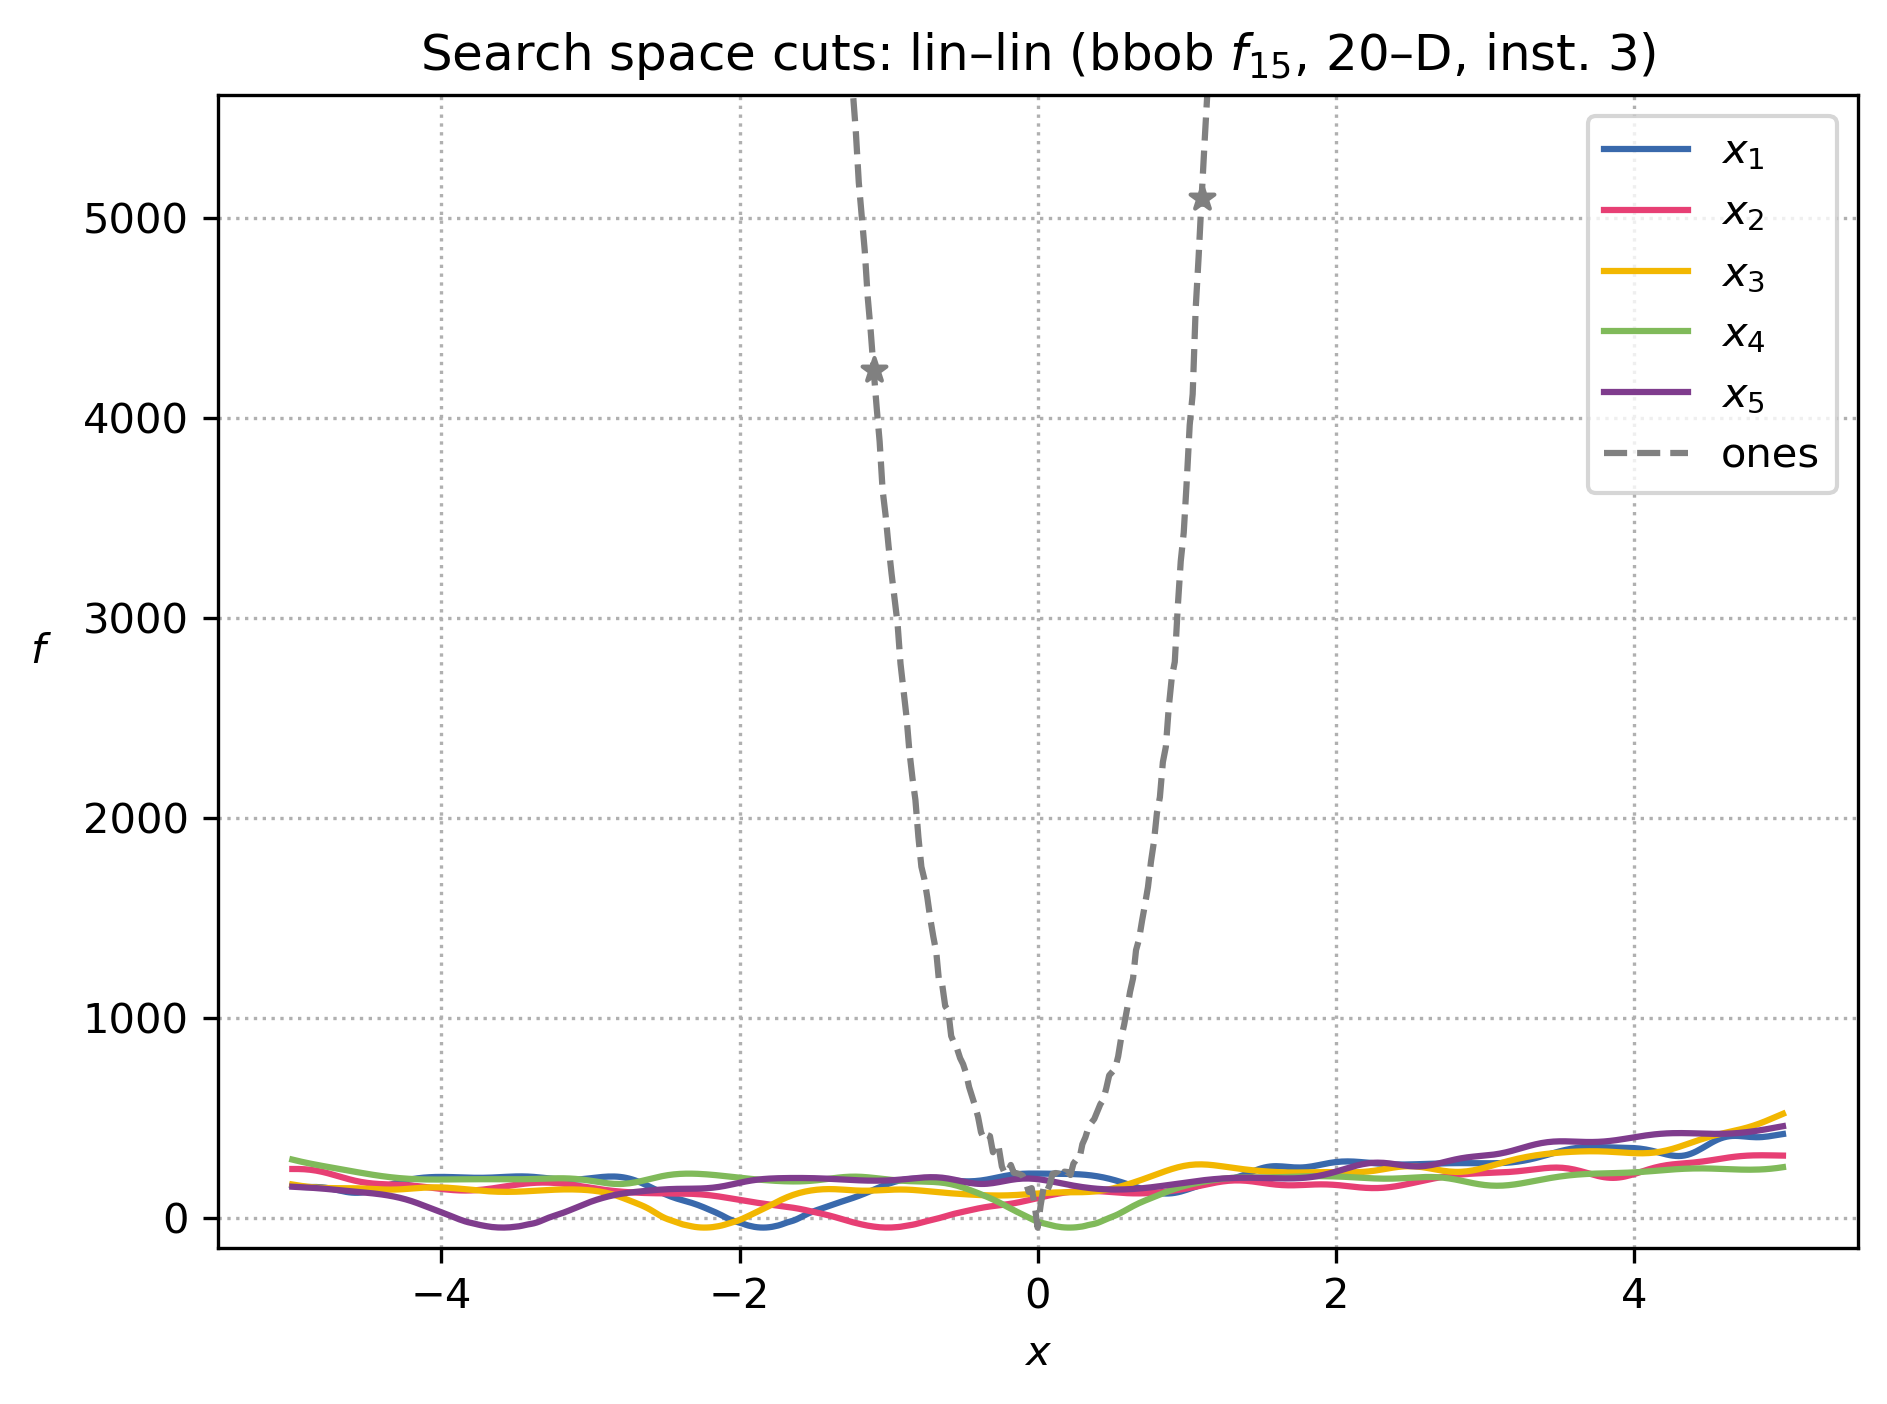 Search space cuts: lin–lin (bbob f15, 20–D, inst. 3)
5000
4000
3000
2000
1000
0
f
−4
−2
0
2
4
x
x1
x2
x3
x4
x5
ones